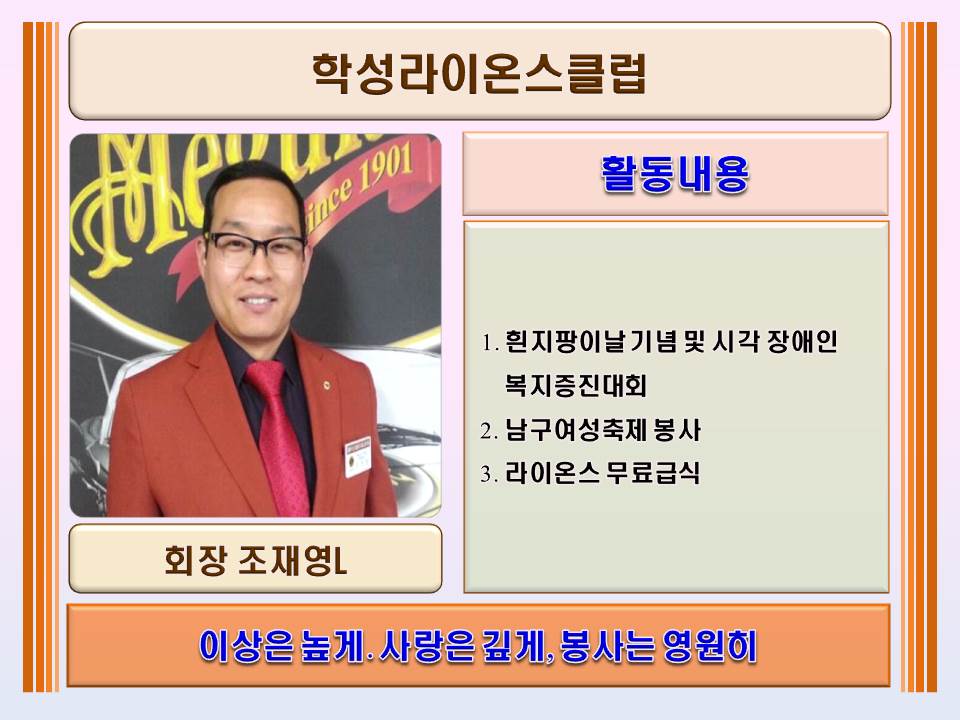 학성라이온스클럽
since 1901
활동내용
1. 흰지팡이날기념 및 시각 장애인
복지증진대회
2. 남구여성축제 봉사
3. 라이온스 무료급식
회장 조재영L
이상은 높게. 사랑은 깊게, 봉사는 영원히